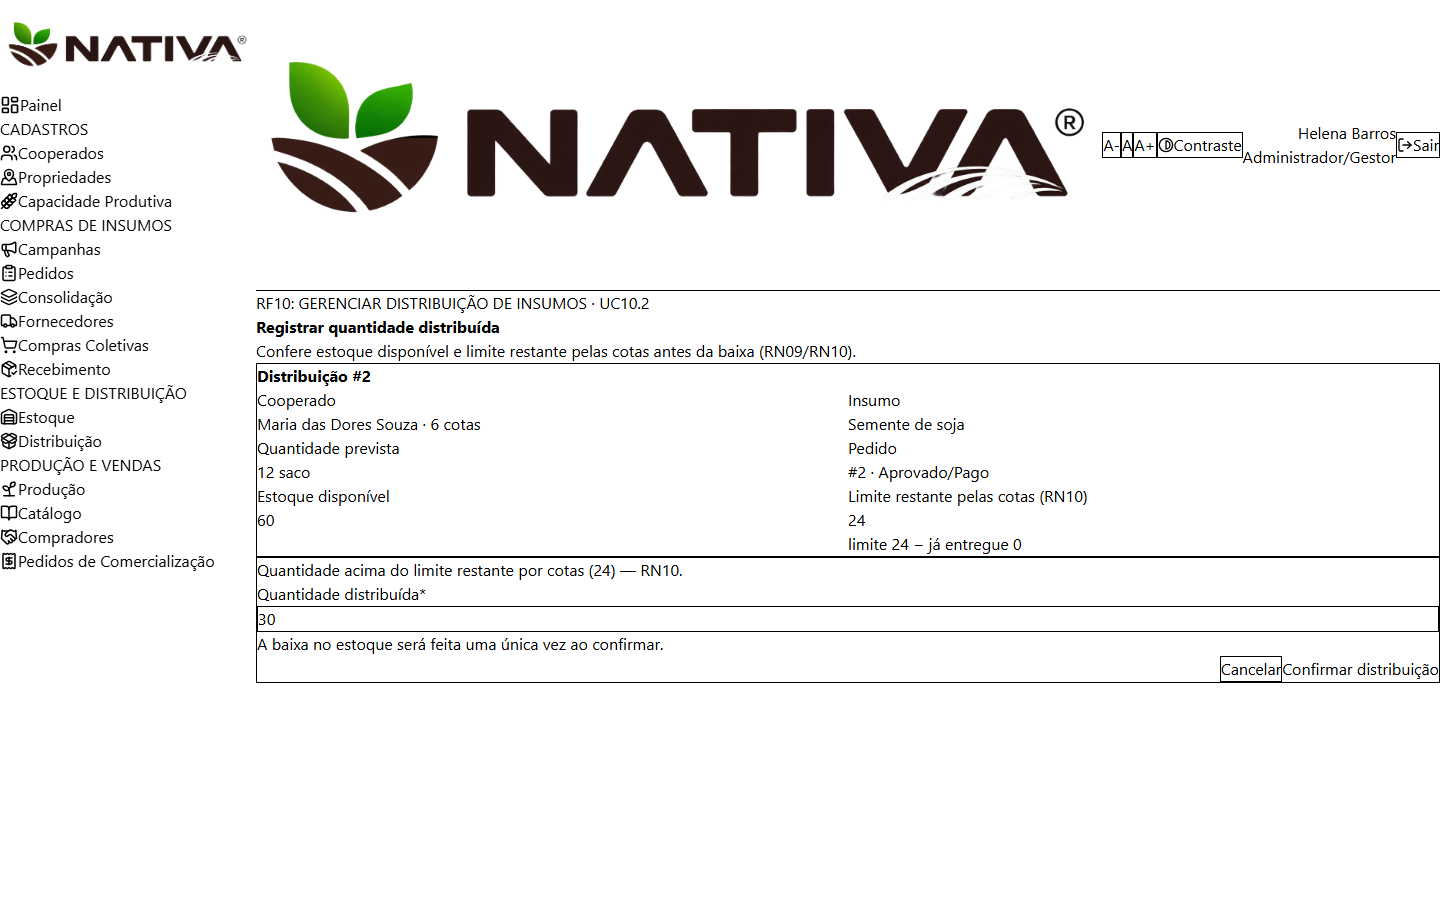 NATIVA®
Painel
CADASTROS
Cooperados
Propriedades
Capacidade Produtiva
COMPRAS DE INSUMOS
Campanhas
Pedidos
Consolidação
Fornecedores
Compras Coletivas
Recebimento
ESTOQUE E DISTRIBUIÇÃO
Estoque
Distribuição
PRODUÇÃO E VENDAS
Produção
Catálogo
Compradores
Pedidos de Comercialização
NATIVA®
A- A A+ Contraste
Helena Barros
Administrador/Gestor
Sair
RF10: GERENCIAR DISTRIBUIÇÃO DE INSUMOS · UC10.2
Registrar quantidade distribuída
Confere estoque disponível e limite restante pelas cotas antes da baixa (RN09/RN10).
Distribuição #2
Cooperado
Maria das Dores Souza · 6 cotas
Insumo
Semente de soja
Quantidade prevista
12 saco
Pedido
#2 · Aprovado/Pago
Estoque disponível
60
Limite restante pelas cotas (RN10)
24
limite 24 − já entregue 0
Quantidade acima do limite restante por cotas (24) — RN10.
Quantidade distribuída*
30
A baixa no estoque será feita uma única vez ao confirmar.
Cancelar Confirmar distribuição